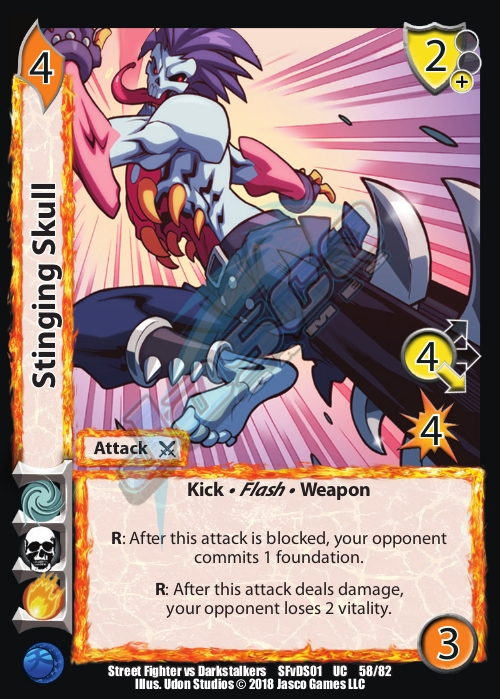 4
2
+
Stinging Skull
4
4
Attack
Kick • Flash • Weapon
R: After this attack is blocked, your opponent
commits 1 foundation.
R: After this attack deals damage,
your opponent loses 2 vitality.
3
Street Fighter vs Darkstalkers SFvDS01 UC 58/82
Illus. Udon Studios © 2018 Jasco Games LLC